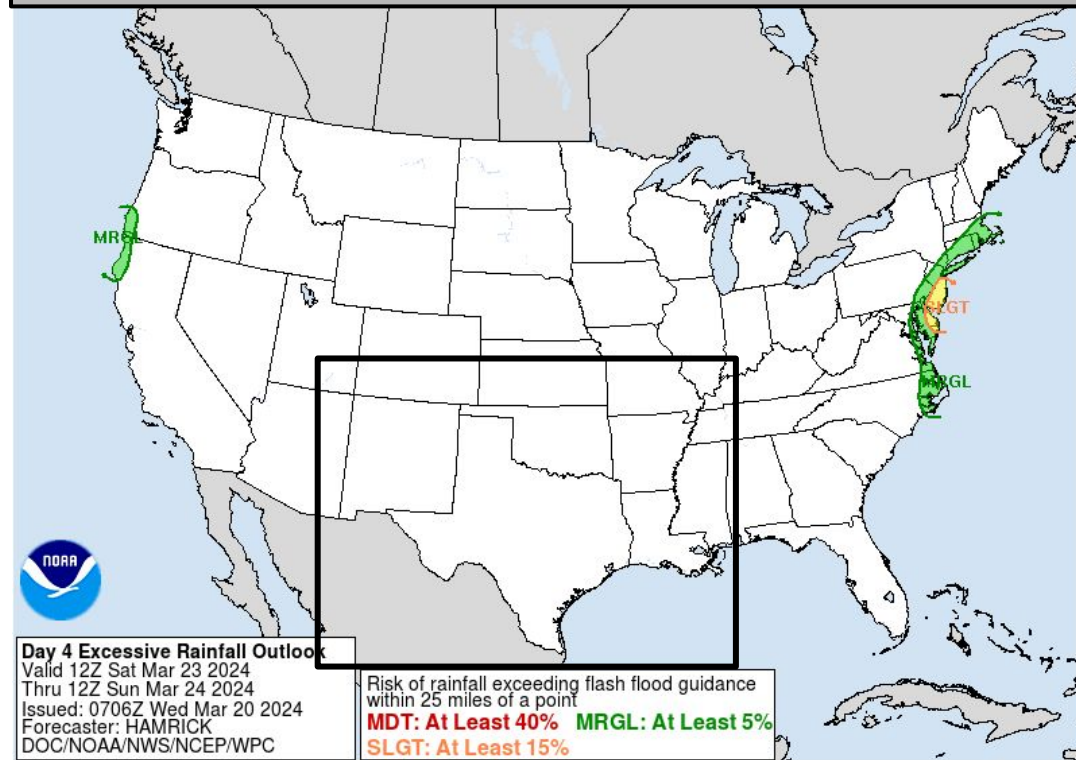 MRGL
SLGT
MRGL
NOAA
Day 4 Excessive Rainfall Outlook
Valid 12Z Sat Mar 23 2024
Thru 12Z Sun Mar 24 2024
Issued: 0706Z Wed Mar 20 2024
Forecaster: HAMRICK
DOC/NOAA/NWS/NCEP/WPC
Risk of rainfall exceeding flash flood guidance
within 25 miles of a point
MDT: At Least 40% MRGL: At Least 5%
SLGT: At Least 15%